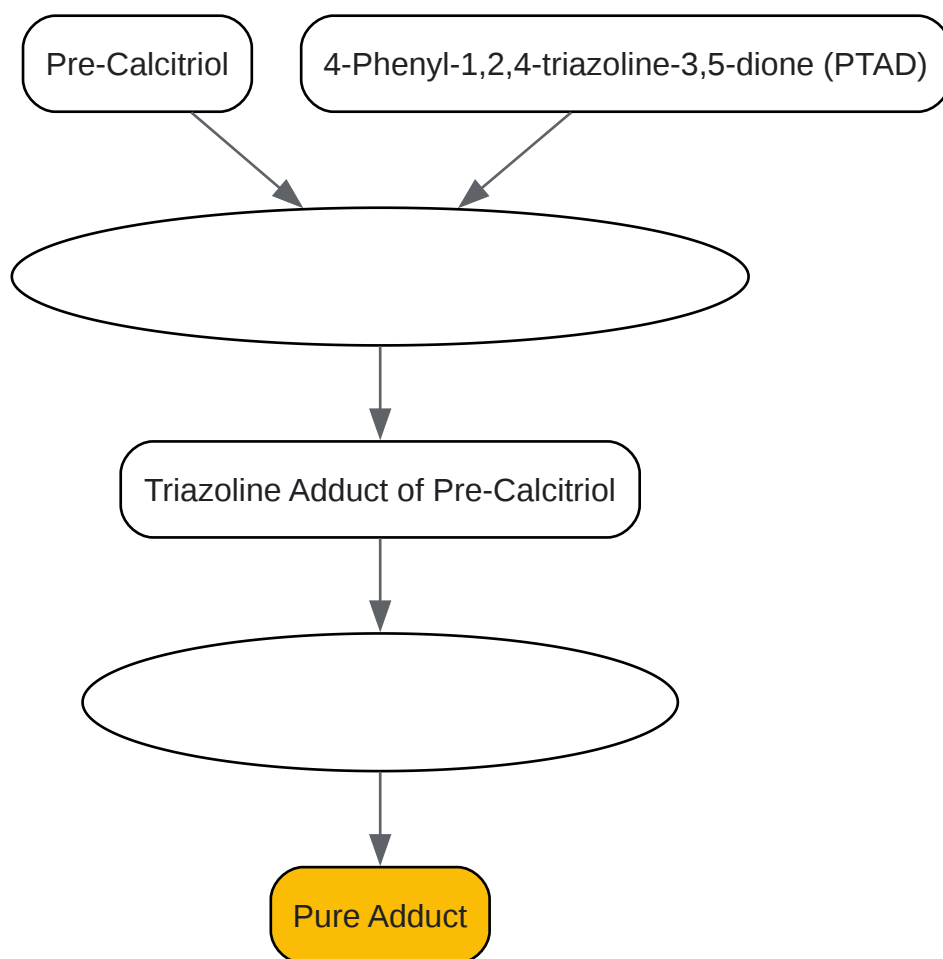 Pre-Calcitriol
4-Phenyl-1,2,4-triazoline-3,5-dione (PTAD)
Triazoline Adduct of Pre-Calcitriol
Pure Adduct